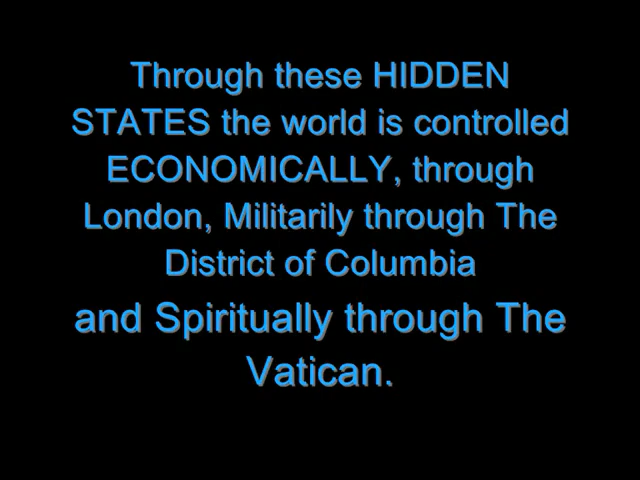 Through these HIDDEN
STATES the world is controlled
ECONOMICALLY, through
London, Militarily through The
District of Columbia
and Spiritually through The
Vatican.